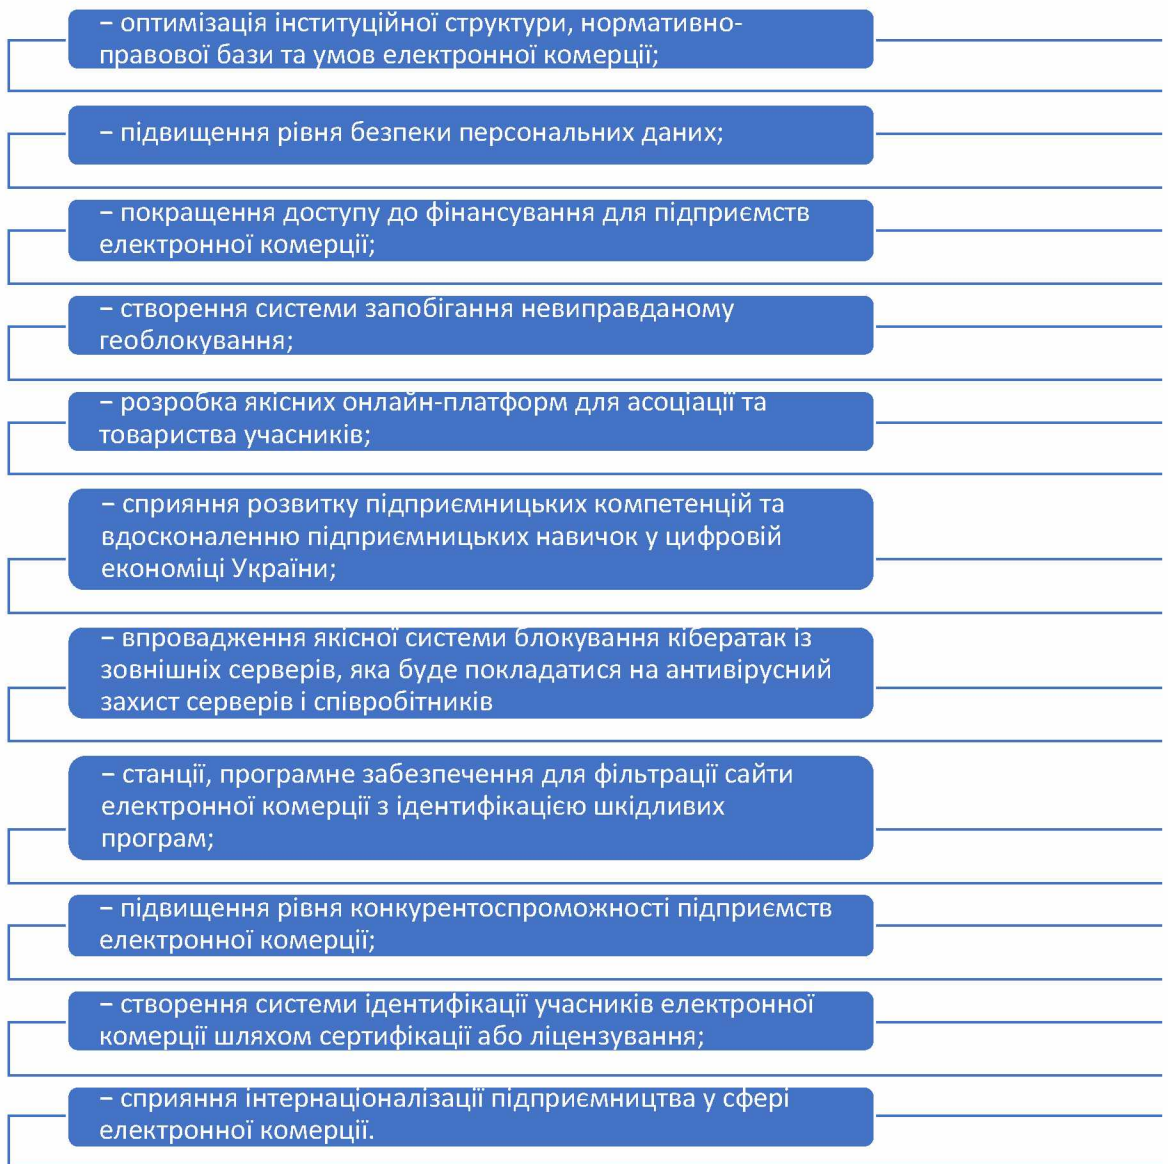 − оптимізація інституційної структури, нормативно-
правової бази та умов електронної комерції;
− підвищення рівня безпеки персональних даних;
− покращення доступу до фінансування для підприємств
електронної комерції;
− створення системи запобігання невиправданому
геоблокування;
− розробка якісних онлайн-платформ для асоціації та
товариства учасників;
− сприяння розвитку підприємницьких компетенцій та
вдосконаленню підприємницьких навичок у цифровій
економіці України;
− впровадження якісної системи блокування кібератак із
зовнішніх серверів, яка буде покладатися на антивірусний
захист серверів і співробітників
− станції, програмне забезпечення для фільтрації сайти
електронної комерції з ідентифікацією шкідливих
програм;
− підвищення рівня конкурентоспроможності підприємств
електронної комерції;
− створення системи ідентифікації учасників електронної
комерції шляхом сертифікації або ліцензування;
− сприяння інтернаціоналізації підприємництва у сфері
електронної комерції.